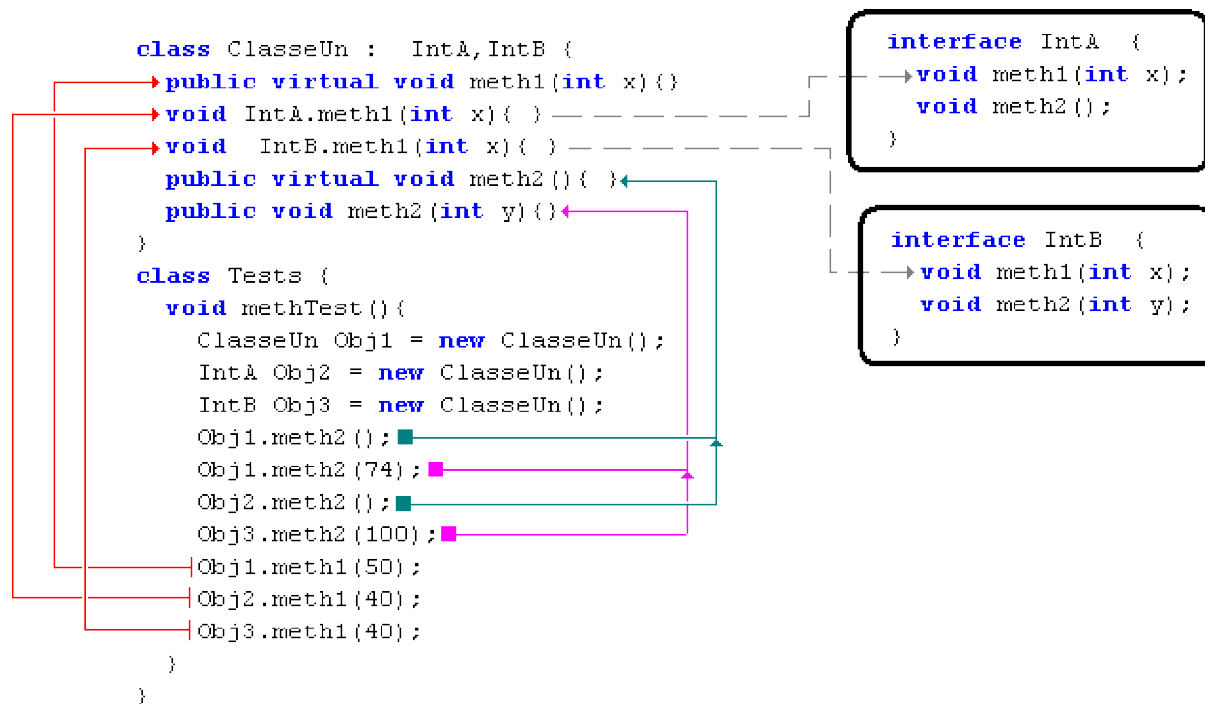 class ClasseUn :  IntA,IntB {
public virtual void meth1(int x){}
void IntA.meth1(int x){ }
void  IntB.meth1(int x){ }
public virtual void meth2(){ }
public void meth2(int y){}
}
class Tests {
void methTest(){
ClasseUn Obj1 = new ClasseUn();
IntA Obj2 = new ClasseUn();
IntB Obj3 = new ClasseUn();
Obj1.meth2();
Obj1.meth2(74);
Obj2.meth2();
Obj3.meth2(100);
Obj1.meth1(50);
Obj2.meth1(40);
Obj3.meth1(40);
}
}
interface IntA  {
void meth1(int x);
void meth2();
}
interface IntB  {
void meth1(int x);
void meth2(int y);
}